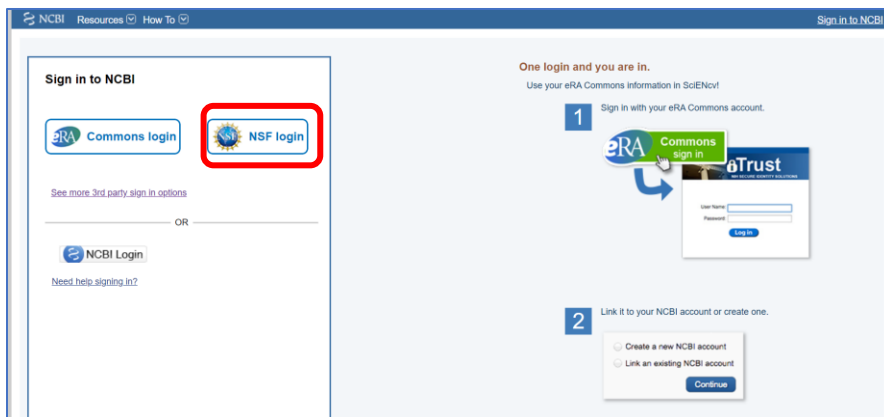 NCBI Resources How To Sign in to NCBI
Sign in to NCBI
eRA Commons login
NSF login
See more 3rd party sign in options
OR
NCBI Login
Need help signing in?
One login and you are in.
Use your eRA Commons information in SciENcv!
1 Sign in with your eRA Commons account.
eRA Commons
sign in
iTrust
User Name
Password
Log in
2 Link it to your NCBI account or create one.
Create a new NCBI account
Link an existing NCBI account
Continue